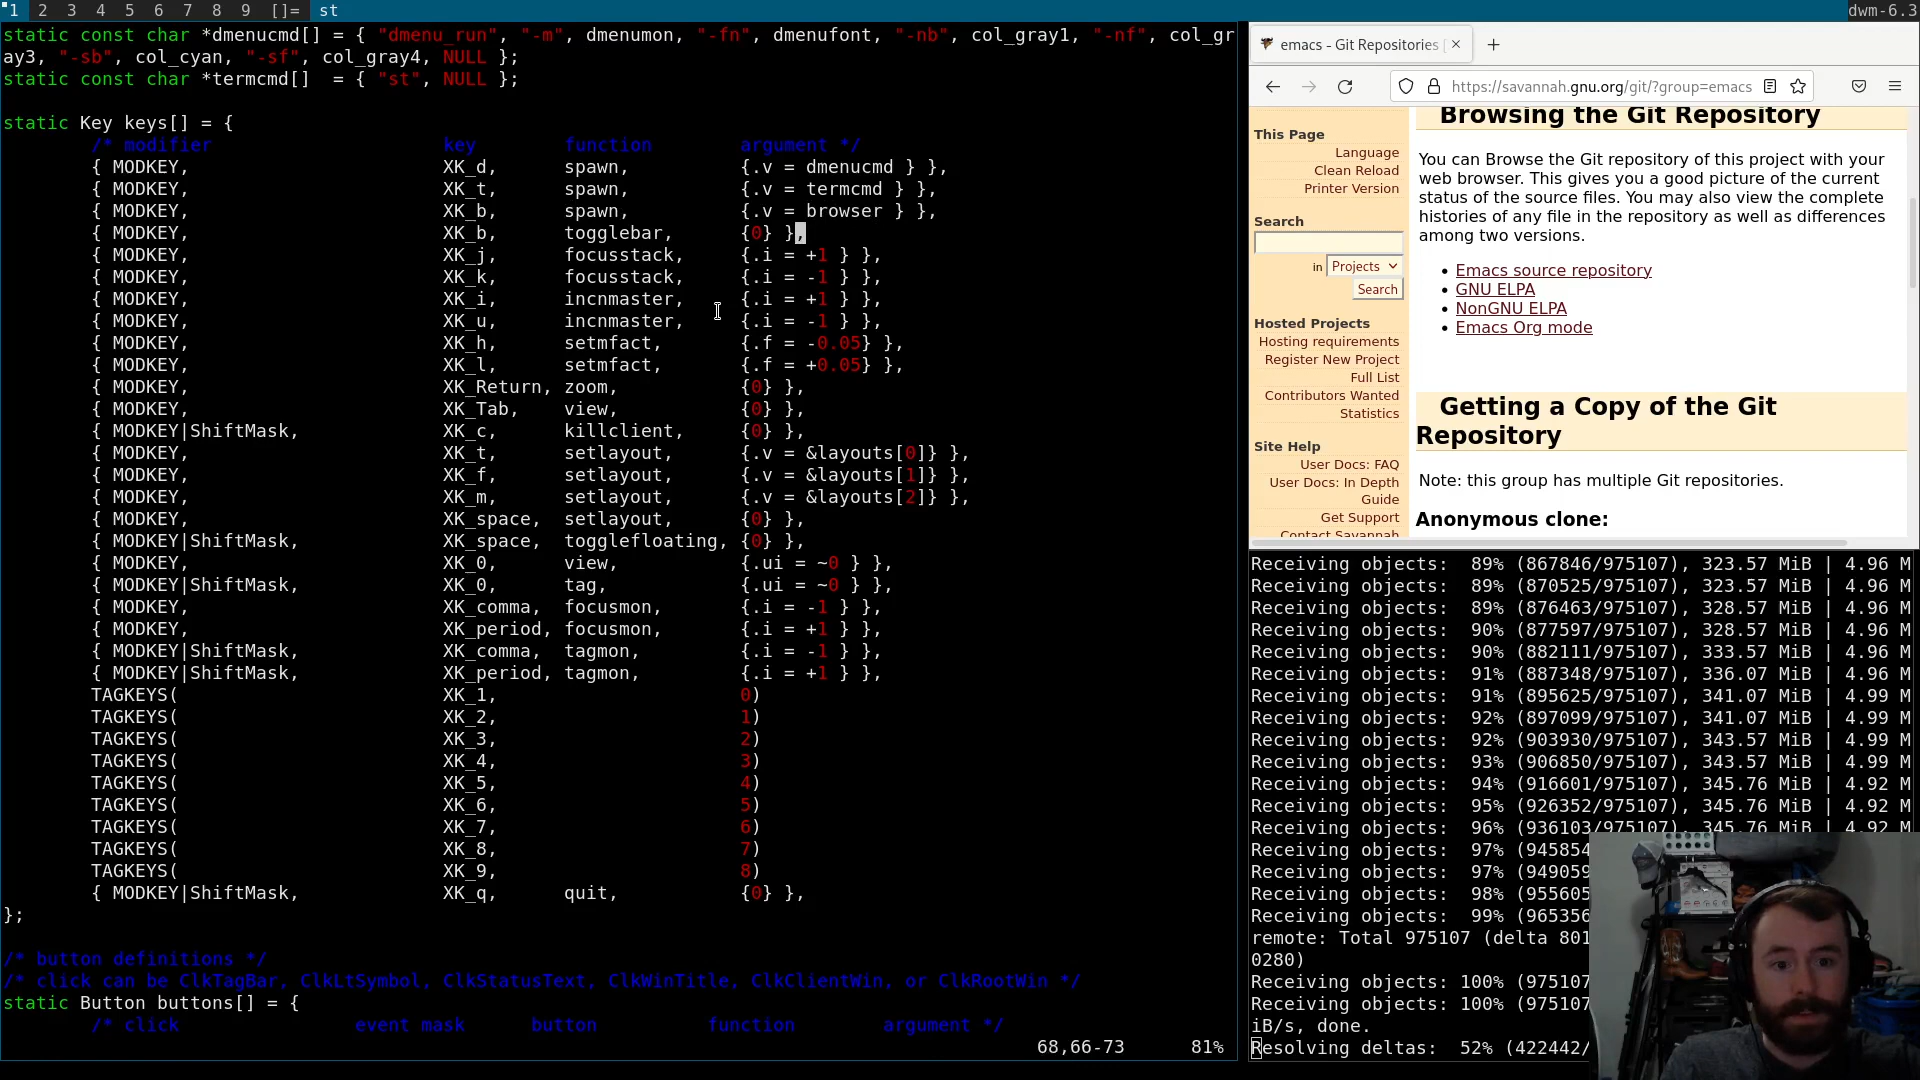 1 2 3 4 5 6 7 8 9 []= st dwm-6.3
static const char *dmenucmd[] = { "dmenu_run", "-m", dmenumon, "-fn", dmenufont, "-nb", col_gray1, "-nf", col_gr
ay3, "-sb", col_cyan, "-sf", col_gray4, NULL };
static const char *termcmd[]  = { "st", NULL };
static Key keys[] = {
/* modifier key function argument */
{ MODKEY, XK_d, spawn, {.v = dmenucmd } },
{ MODKEY, XK_t, spawn, {.v = termcmd } },
{ MODKEY, XK_b, spawn, {.v = browser } },
{ MODKEY, XK_b, togglebar, {0} },
{ MODKEY, XK_j, focusstack, {.i = +1 } },
{ MODKEY, XK_k, focusstack, {.i = -1 } },
{ MODKEY, XK_i, incnmaster, {.i = +1 } },
{ MODKEY, XK_u, incnmaster, {.i = -1 } },
{ MODKEY, XK_h, setmfact, {.f = -0.05} },
{ MODKEY, XK_l, setmfact, {.f = +0.05} },
{ MODKEY, XK_Return, zoom, {0} },
{ MODKEY, XK_Tab, view, {0} },
{ MODKEY|ShiftMask, XK_c, killclient, {0} },
{ MODKEY, XK_t, setlayout, {.v = &layouts[0]} },
{ MODKEY, XK_f, setlayout, {.v = &layouts[1]} },
{ MODKEY, XK_m, setlayout, {.v = &layouts[2]} },
{ MODKEY, XK_space, setlayout, {0} },
{ MODKEY|ShiftMask, XK_space, togglefloating, {0} },
{ MODKEY, XK_0, view, {.ui = ~0 } },
{ MODKEY|ShiftMask, XK_0, tag, {.ui = ~0 } },
{ MODKEY, XK_comma, focusmon, {.i = -1 } },
{ MODKEY, XK_period, focusmon, {.i = +1 } },
{ MODKEY|ShiftMask, XK_comma, tagmon, {.i = -1 } },
{ MODKEY|ShiftMask, XK_period, tagmon, {.i = +1 } },
TAGKEYS( XK_1, 0)
TAGKEYS( XK_2, 1)
TAGKEYS( XK_3, 2)
TAGKEYS( XK_4, 3)
TAGKEYS( XK_5, 4)
TAGKEYS( XK_6, 5)
TAGKEYS( XK_7, 6)
TAGKEYS( XK_8, 7)
TAGKEYS( XK_9, 8)
{ MODKEY|ShiftMask, XK_q, quit, {0} },
};
/* button definitions */
/* click can be ClkTagBar, ClkLtSymbol, ClkStatusText, ClkWinTitle, ClkClientWin, or ClkRootWin */
static Button buttons[] = {
/* click event mask button function argument */
68,66-73 81%
emacs - Git Repositories [
https://savannah.gnu.org/git/?group=emacs
This Page
Language
Clean Reload
Printer Version
Search
in Projects
Search
Hosted Projects
Hosting requirements
Register New Project
Full List
Contributors Wanted
Statistics
Site Help
User Docs: FAQ
User Docs: In Depth
Guide
Get Support
Contact Savannah
Browsing the Git Repository
You can Browse the Git repository of this project with your
web browser. This gives you a good picture of the current
status of the source files. You may also view the complete
histories of any file in the repository as well as differences
among two versions.
• Emacs source repository
• GNU ELPA
• NonGNU ELPA
• Emacs Org mode
Getting a Copy of the Git
Repository
Note: this group has multiple Git repositories.
Anonymous clone:
Receiving objects:  89% (867846/975107), 323.57 MiB | 4.96 M
Receiving objects:  89% (870525/975107), 323.57 MiB | 4.96 M
Receiving objects:  89% (876463/975107), 328.57 MiB | 4.96 M
Receiving objects:  90% (877597/975107), 328.57 MiB | 4.96 M
Receiving objects:  90% (882111/975107), 333.57 MiB | 4.96 M
Receiving objects:  91% (887348/975107), 336.07 MiB | 4.96 M
Receiving objects:  91% (895625/975107), 341.07 MiB | 4.99 M
Receiving objects:  92% (897099/975107), 341.07 MiB | 4.99 M
Receiving objects:  92% (903930/975107), 343.57 MiB | 4.99 M
Receiving objects:  93% (906850/975107), 343.57 MiB | 4.99 M
Receiving objects:  94% (916601/975107), 345.76 MiB | 4.92 M
Receiving objects:  95% (926352/975107), 345.76 MiB | 4.92 M
Receiving objects:  96% (936103/975107), 345.76 MiB | 4.92 M
Receiving objects:  97% (945854
Receiving objects:  97% (949059
Receiving objects:  98% (955605
Receiving objects:  99% (965356
remote: Total 975107 (delta 801
0280)
Receiving objects: 100% (975107
Receiving objects: 100% (975107
iB/s, done.
Resolving deltas:  52% (422442/